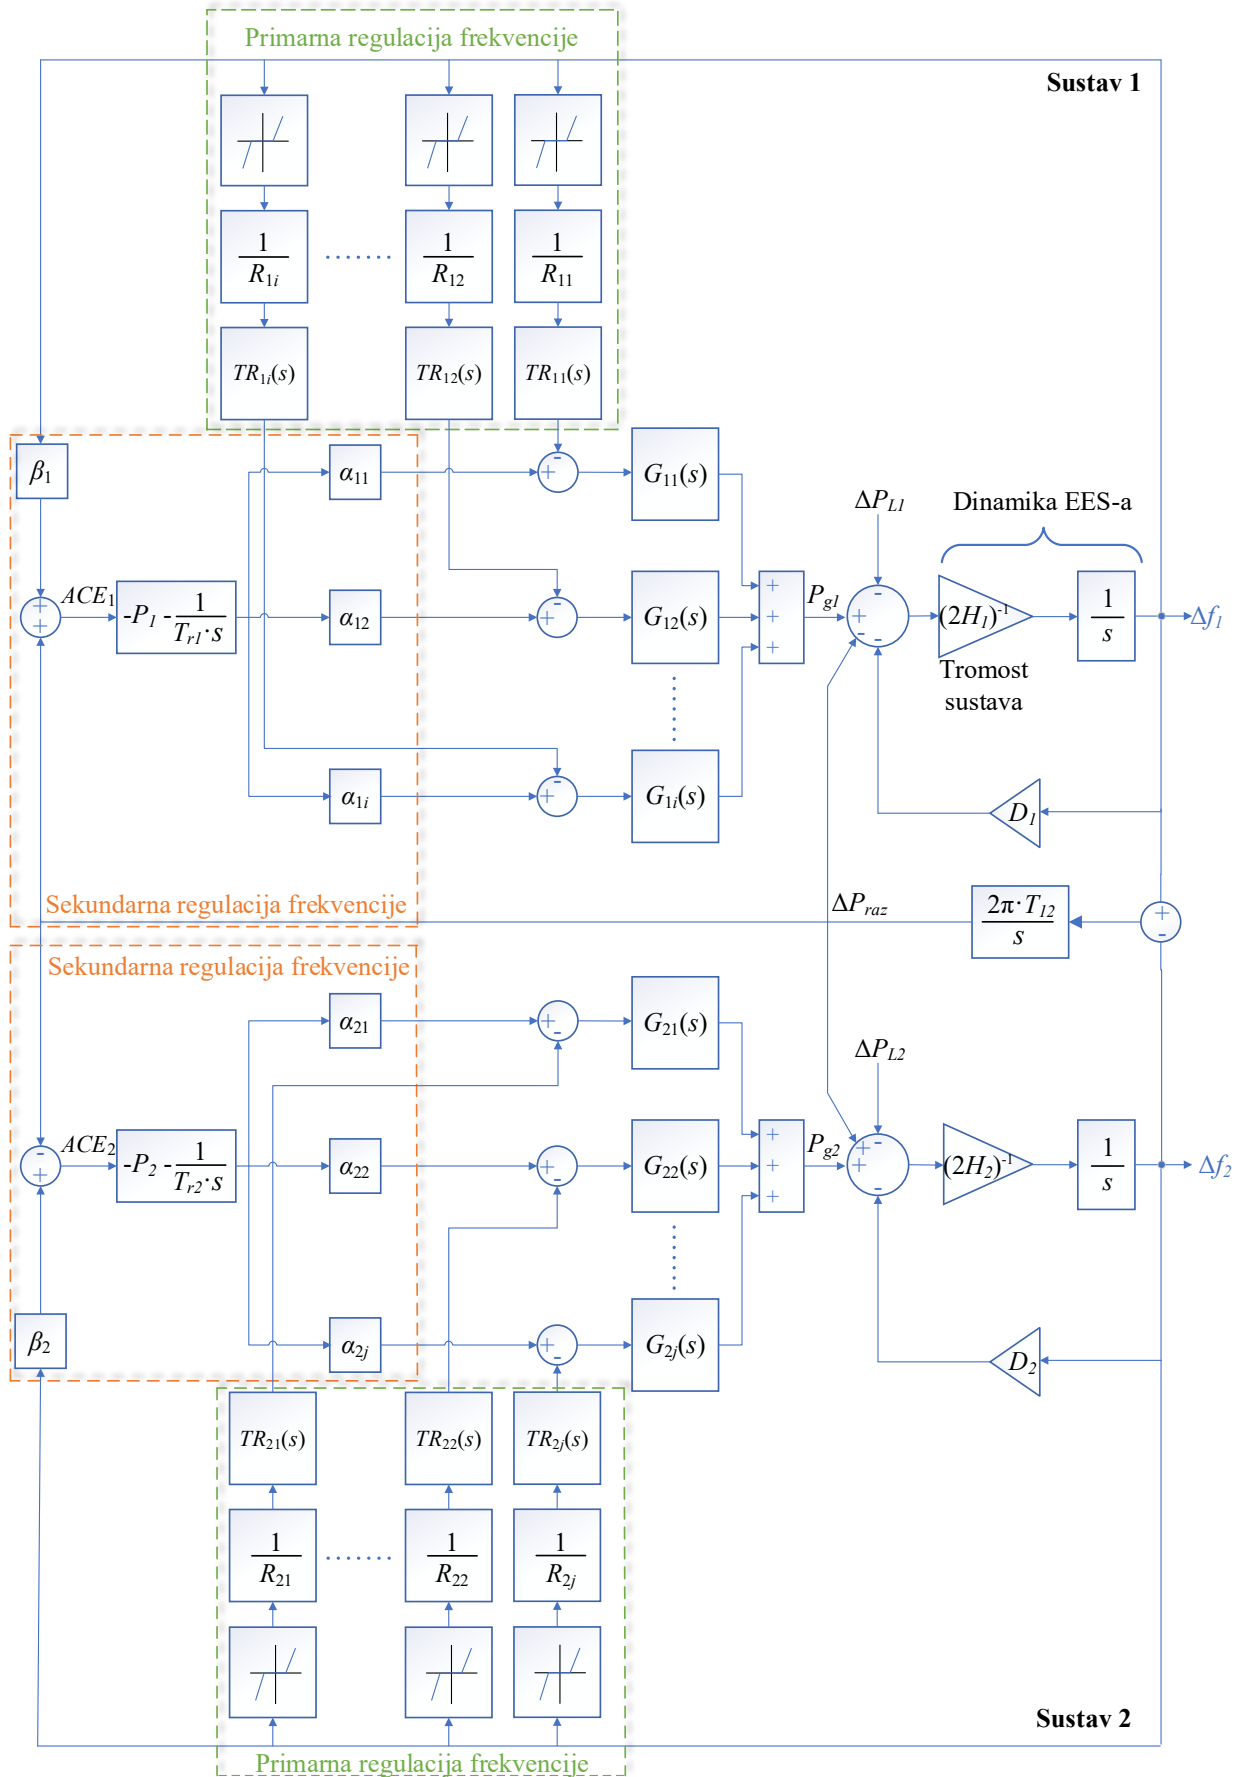 Primarna regulacija frekvencije
Sustav 1
1/R1i ······· 1/R12 1/R11
TR1i(s) TR12(s) TR11(s)
β1
α11
+ -
G11(s)
ΔPL1
Dinamika EES-a
+ +
ACE1
-P1 - 1/(Tr1·s)
α12
+ -
G12(s)
+ + +
Pg1
+ - - -
(2H1)-1
1/s
Δf1
Tromost
sustava
α1i
+ -
G1i(s)
D1
Sekundarna regulacija frekvencije
ΔPraz
2π·T12/s
+ -
Sekundarna regulacija frekvencije
α21
+ -
G21(s)
ΔPL2
- +
ACE2
-P2 - 1/(Tr2·s)
α22
+ -
G22(s)
+ + +
Pg2
+ + - -
(2H2)-1
1/s
Δf2
β2
α2j
+ -
G2j(s)
D2
TR21(s) TR22(s) TR2j(s)
1/R21 ······· 1/R22 1/R2j
Sustav 2
Primarna regulacija frekvencije